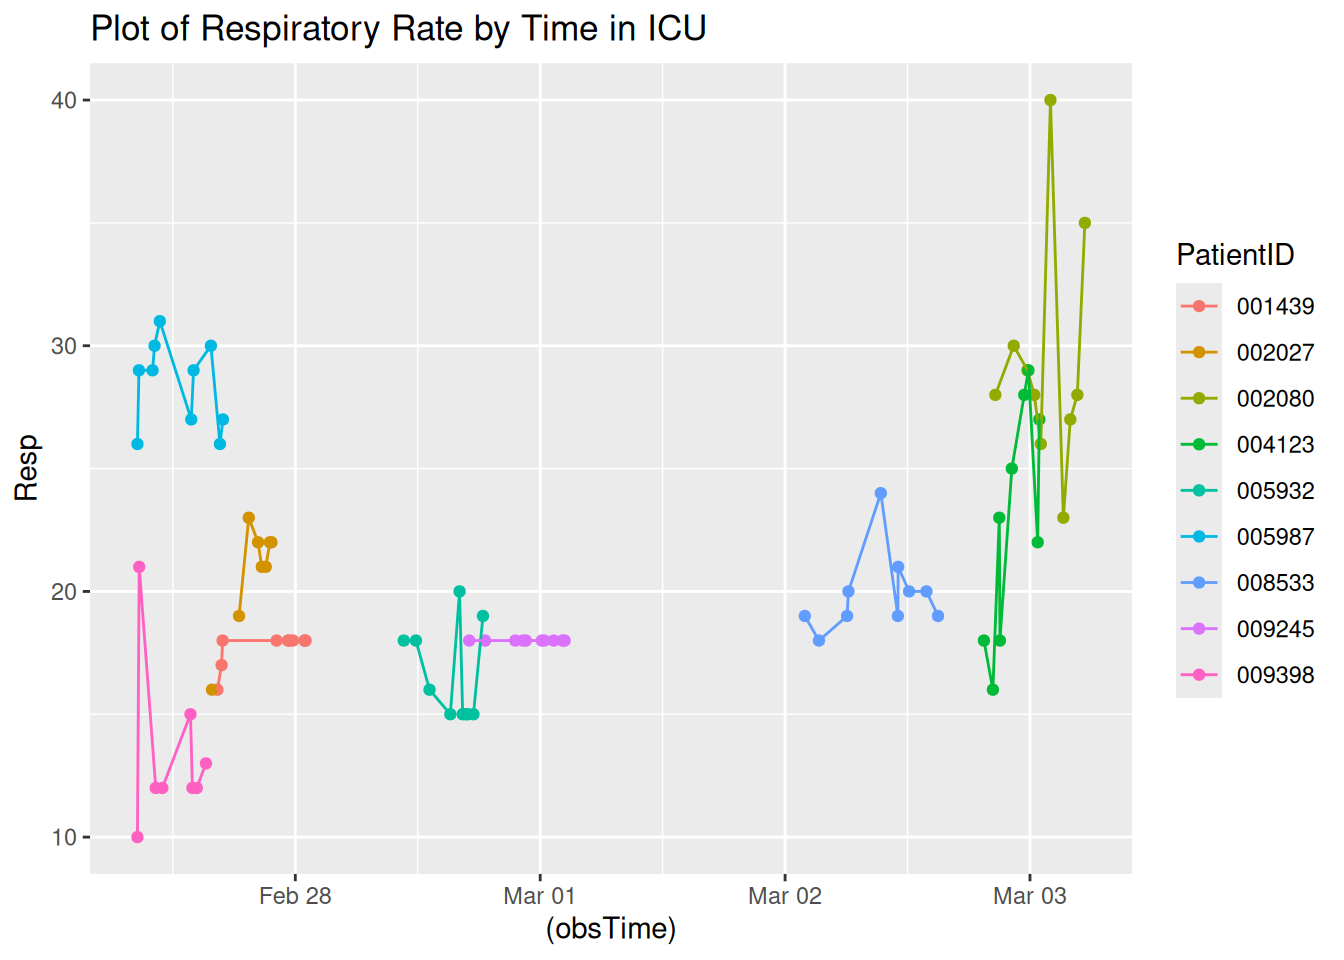 Plot of Respiratory Rate by Time in ICU
40
30
20
10
Resp
Feb 28
Mar 01
Mar 02
Mar 03
(obsTime)
PatientID
001439
002027
002080
004123
005932
005987
008533
009245
009398